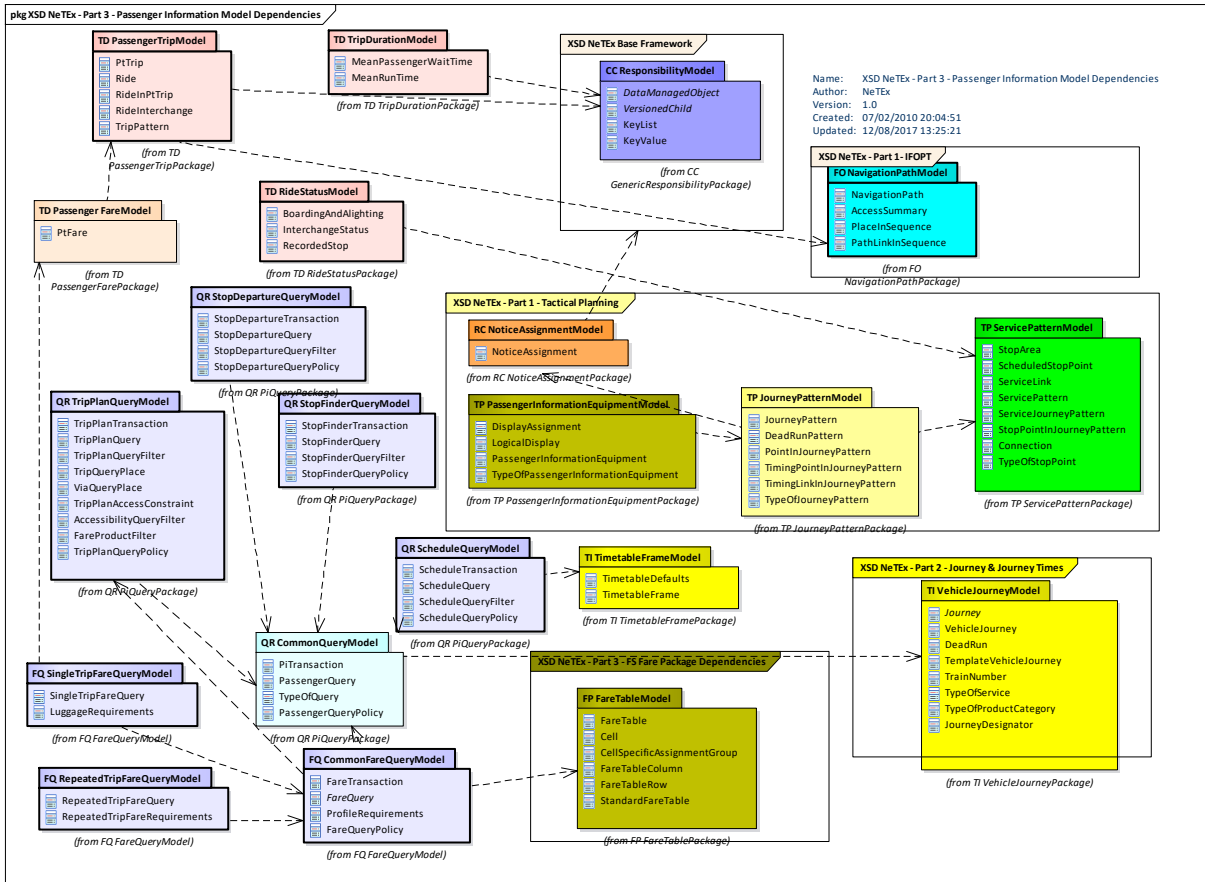 pkg XSD NeTEx - Part 3 - Passenger Information Model Dependencies
TD PassengerTripModel
PtTrip
Ride
RideInPtTrip
RideInterchange
TripPattern
(from TD
PassengerTripPackage)
TD TripDurationModel
MeanPassengerWaitTime
MeanRunTime
(from TD TripDurationPackage)
XSD NeTEx Base Framework
CC ResponsibilityModel
DataManagedObject
VersionedChild
KeyList
KeyValue
(from CC
GenericResponsibilityPackage)
Name: XSD NeTEx - Part 3 - Passenger Information Model Dependencies
Author: NeTEx
Version: 1.0
Created: 07/02/2010 20:04:51
Updated: 12/08/2017 13:25:21
XSD NeTEx - Part 1- IFOPT
FO NavigationPathModel
NavigationPath
AccessSummary
PlaceInSequence
PathLinkInSequence
(from FO
NavigationPathPackage)
TD Passenger FareModel
PtFare
(from TD
PassengerFarePackage)
TD RideStatusModel
BoardingAndAlighting
InterchangeStatus
RecordedStop
(from TD RideStatusPackage)
QR StopDepartureQueryModel
StopDepartureTransaction
StopDepartureQuery
StopDepartureQueryFilter
StopDepartureQueryPolicy
(from QR PiQueryPackage)
XSD NeTEx - Part 1 - Tactical Planning
RC NoticeAssignmentModel
NoticeAssignment
(from RC NoticeAssignmentPackage)
TP ServicePatternModel
StopArea
ScheduledStopPoint
ServiceLink
ServicePattern
ServiceJourneyPattern
StopPointInJourneyPattern
Connection
TypeOfStopPoint
(from TP ServicePatternPackage)
TP PassengerInformationEquipmentModel
DisplayAssignment
LogicalDisplay
PassengerInformationEquipment
TypeOfPassengerInformationEquipment
(from TP PassengerInformationEquipmentPackage)
TP JourneyPatternModel
JourneyPattern
DeadRunPattern
PointInJourneyPattern
TimingPointInJourneyPattern
TimingLinkInJourneyPattern
TypeOfJourneyPattern
(from TP JourneyPatternPackage)
QR TripPlanQueryModel
TripPlanTransaction
TripPlanQuery
TripPlanQueryFilter
TripQueryPlace
ViaQueryPlace
TripPlanAccessConstraint
AccessibilityQueryFilter
FareProductFilter
TripPlanQueryPolicy
(from QR PiQueryPackage)
QR StopFinderQueryModel
StopFinderTransaction
StopFinderQuery
StopFinderQueryFilter
StopFinderQueryPolicy
(from QR PiQueryPackage)
QR ScheduleQueryModel
ScheduleTransaction
ScheduleQuery
ScheduleQueryFilter
ScheduleQueryPolicy
(from QR PiQueryPackage)
TI TimetableFrameModel
TimetableDefaults
TimetableFrame
(from TI TimetableFramePackage)
XSD NeTEx - Part 2 - Journey & Journey Times
TI VehicleJourneyModel
Journey
VehicleJourney
DeadRun
TemplateVehicleJourney
TrainNumber
TypeOfService
TypeOfProductCategory
JourneyDesignator
(from TI VehicleJourneyPackage)
QR CommonQueryModel
PiTransaction
PassengerQuery
TypeOfQuery
PassengerQueryPolicy
(from QR PiQueryPackage)
XSD NeTEx - Part 3 - FS Fare Package Dependencies
FP FareTableModel
FareTable
Cell
CellSpecificAssignmentGroup
FareTableColumn
FareTableRow
StandardFareTable
(from FP FareTablePackage)
FQ SingleTripFareQueryModel
SingleTripFareQuery
LuggageRequirements
(from FQ FareQueryModel)
FQ RepeatedTripFareQueryModel
RepeatedTripFareQuery
RepeatedTripFareRequirements
(from FQ FareQueryModel)
FQ CommonFareQueryModel
FareTransaction
FareQuery
ProfileRequirements
FareQueryPolicy
(from FQ FareQueryModel)